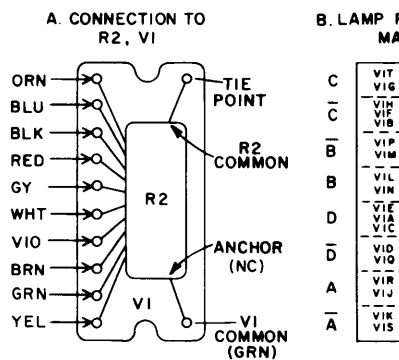 A. CONNECTION TO
R2, V1
ORN
BLU
BLK
RED
GY
WHT
VIO
BRN
GRN
YEL
TIE
POINT
R2
COMMON
R2
ANCHOR
(NC)
V1
V1
COMMON
(GRN)
B. LAMP
MA
C V1T
V1G
C̅ V1H
V1F
V1B
B̅ V1P
V1M
B V1L
V1N
D V1E
V1A
V1C
D̅ V1D
V1Q
A V1R
V1J
A̅ V1K
V1S